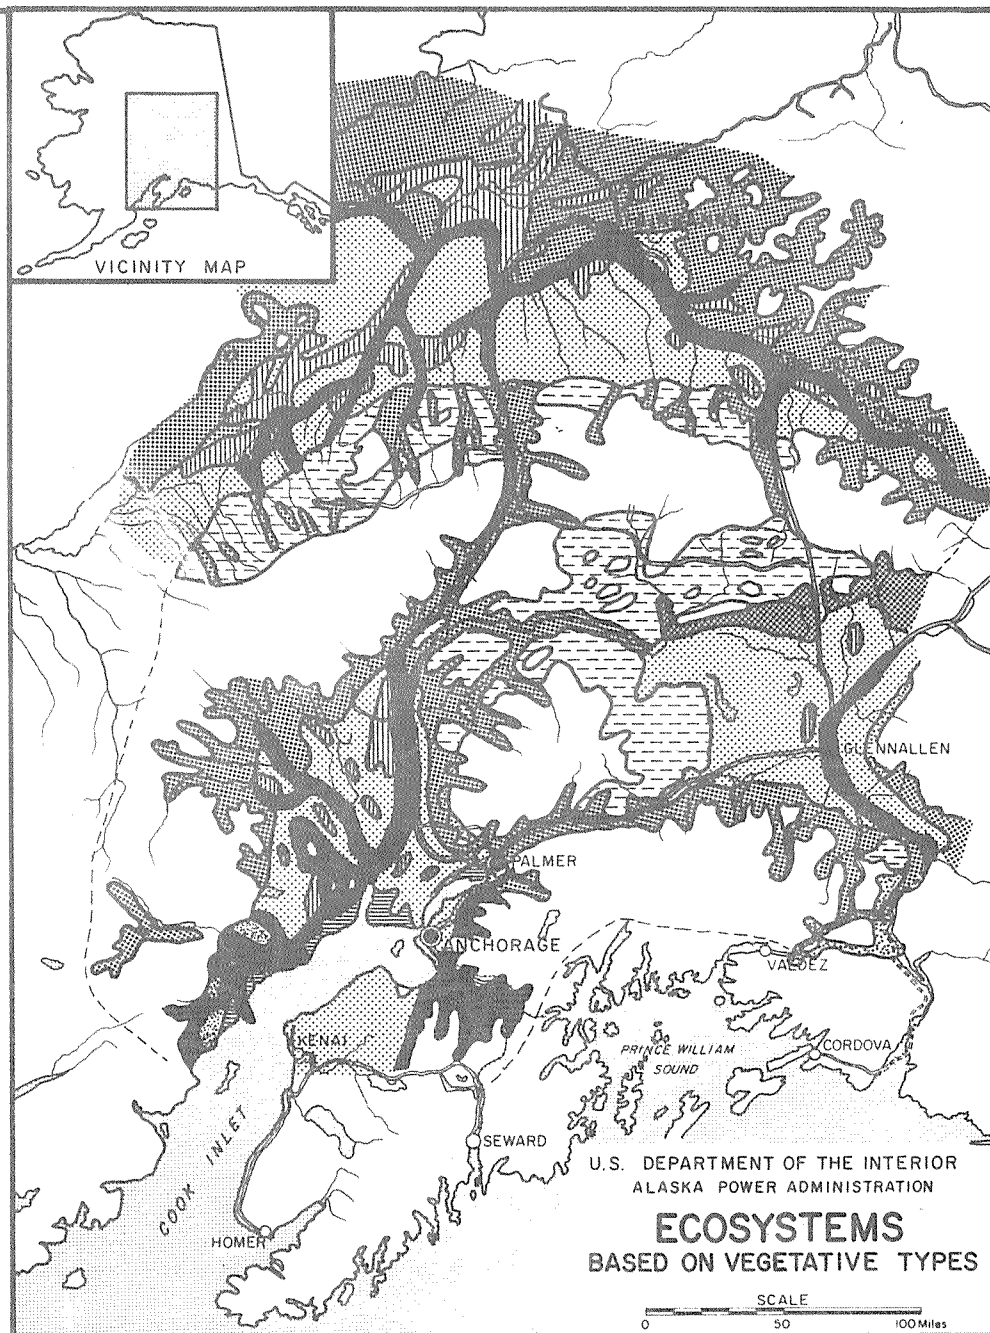 VICINITY MAP
GLENNALLEN
PALMER
ANCHORAGE
VALDEZ
KENAI
PRINCE WILLIAM
SOUND
CORDOVA
COOK INLET
SEWARD
HOMER
U.S. DEPARTMENT OF THE INTERIOR
ALASKA POWER ADMINISTRATION
ECOSYSTEMS
BASED ON VEGETATIVE TYPES
SCALE
0 50 100 Miles